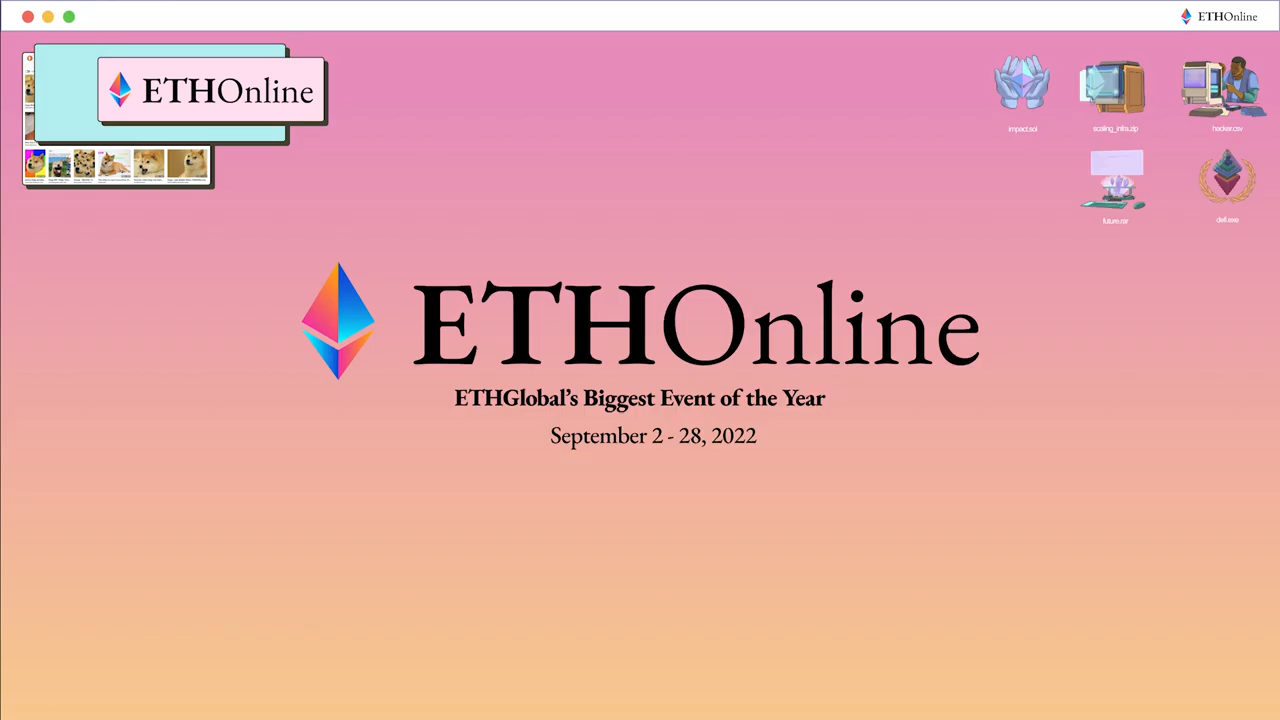 ETHOnline
ETHOnline
impact.sol
scaling_infra.zip
hacker.csv
future.rar
defi.exe
ETHOnline
ETHGlobal’s Biggest Event of the Year
September 2 - 28, 2022